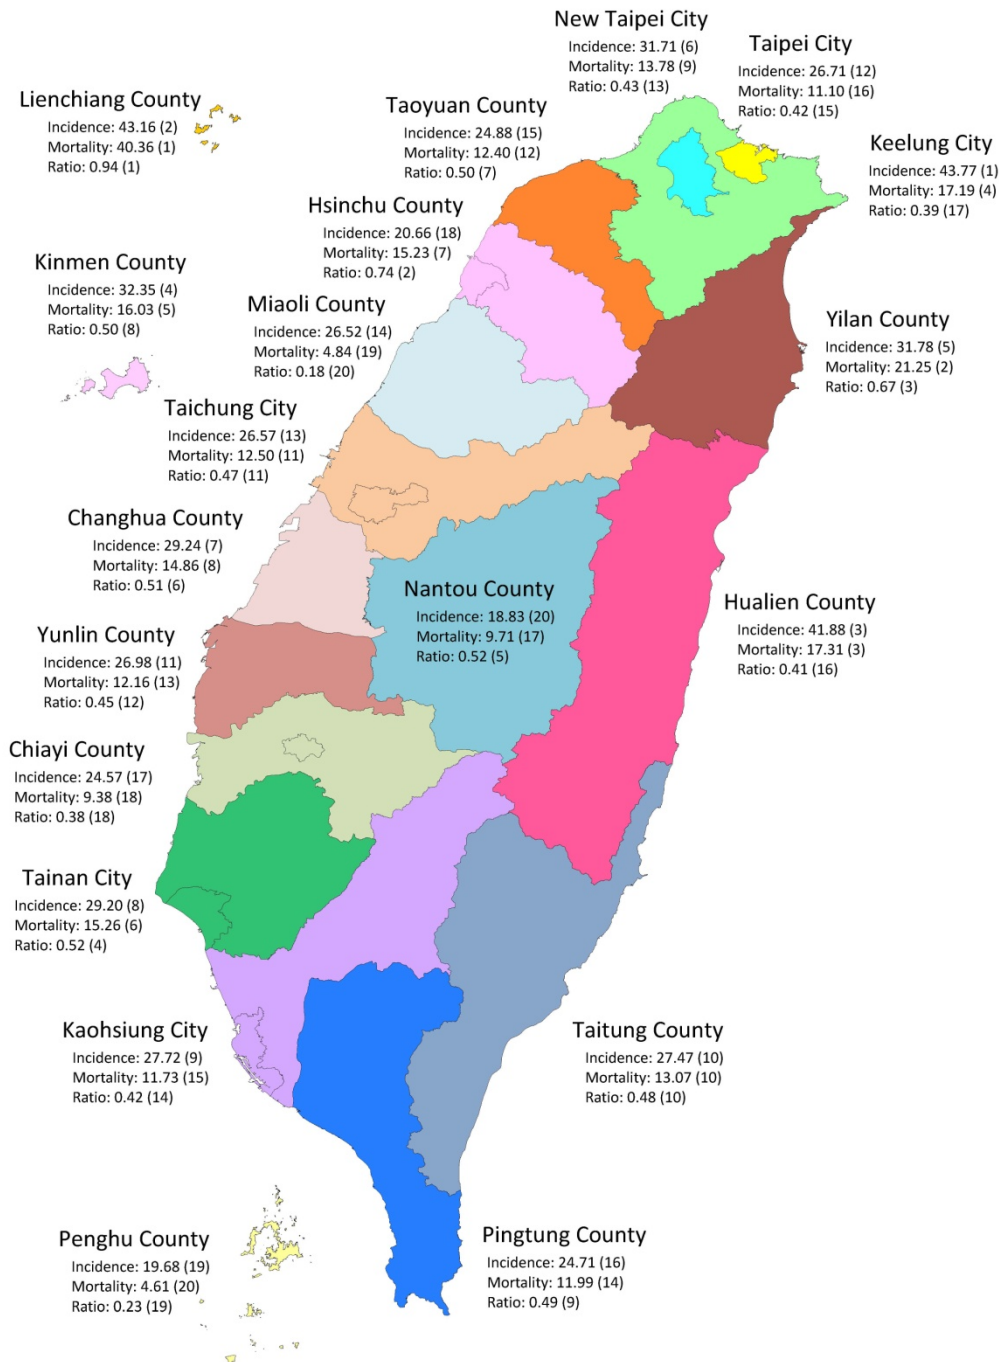 New Taipei City
Incidence: 31.71 (6)
Mortality: 13.78 (9)
Ratio: 0.43 (13)
Taipei City
Incidence: 26.71 (12)
Mortality: 11.10 (16)
Ratio: 0.42 (15)
Lienchiang County
Incidence: 43.16 (2)
Mortality: 40.36 (1)
Ratio: 0.94 (1)
Taoyuan County
Incidence: 24.88 (15)
Mortality: 12.40 (12)
Ratio: 0.50 (7)
Keelung City
Incidence: 43.77 (1)
Mortality: 17.19 (4)
Ratio: 0.39 (17)
Hsinchu County
Incidence: 20.66 (18)
Mortality: 15.23 (7)
Ratio: 0.74 (2)
Kinmen County
Incidence: 32.35 (4)
Mortality: 16.03 (5)
Ratio: 0.50 (8)
Miaoli County
Incidence: 26.52 (14)
Mortality: 4.84 (19)
Ratio: 0.18 (20)
Yilan County
Incidence: 31.78 (5)
Mortality: 21.25 (2)
Ratio: 0.67 (3)
Taichung City
Incidence: 26.57 (13)
Mortality: 12.50 (11)
Ratio: 0.47 (11)
Changhua County
Incidence: 29.24 (7)
Mortality: 14.86 (8)
Ratio: 0.51 (6)
Nantou County
Incidence: 18.83 (20)
Mortality: 9.71 (17)
Ratio: 0.52 (5)
Hualien County
Incidence: 41.88 (3)
Mortality: 17.31 (3)
Ratio: 0.41 (16)
Yunlin County
Incidence: 26.98 (11)
Mortality: 12.16 (13)
Ratio: 0.45 (12)
Chiayi County
Incidence: 24.57 (17)
Mortality: 9.38 (18)
Ratio: 0.38 (18)
Tainan City
Incidence: 29.20 (8)
Mortality: 15.26 (6)
Ratio: 0.52 (4)
Kaohsiung City
Incidence: 27.72 (9)
Mortality: 11.73 (15)
Ratio: 0.42 (14)
Taitung County
Incidence: 27.47 (10)
Mortality: 13.07 (10)
Ratio: 0.48 (10)
Penghu County
Incidence: 19.68 (19)
Mortality: 4.61 (20)
Ratio: 0.23 (19)
Pingtung County
Incidence: 24.71 (16)
Mortality: 11.99 (14)
Ratio: 0.49 (9)